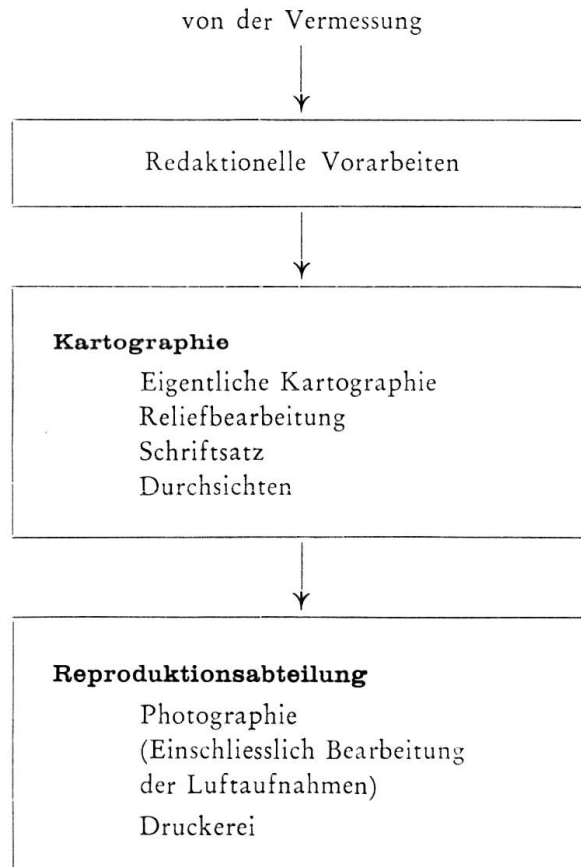 von der Vermessung
Redaktionelle Vorarbeiten
Kartographie
Eigentliche Kartographie
Reliefbearbeitung
Schriftsatz
Durchsichten
Reproduktionsabteilung
Photographie
(Einschliesslich Bearbeitung
der Luftaufnahmen)
Druckerei